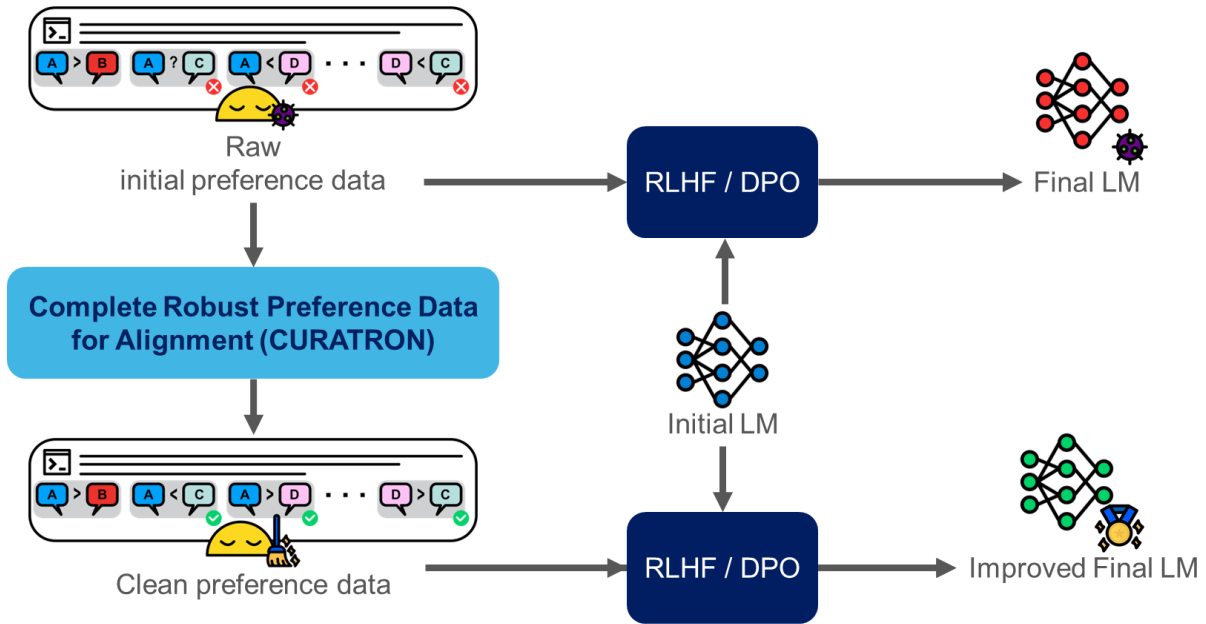 >_
A > B A ? C A < D · · · D < C
Raw
initial preference data
RLHF / DPO
Final LM
Complete Robust Preference Data
for Alignment (CURATRON)
Initial LM
>_
A > B A < C A > D · · · D > C
Clean preference data
RLHF / DPO
Improved Final LM